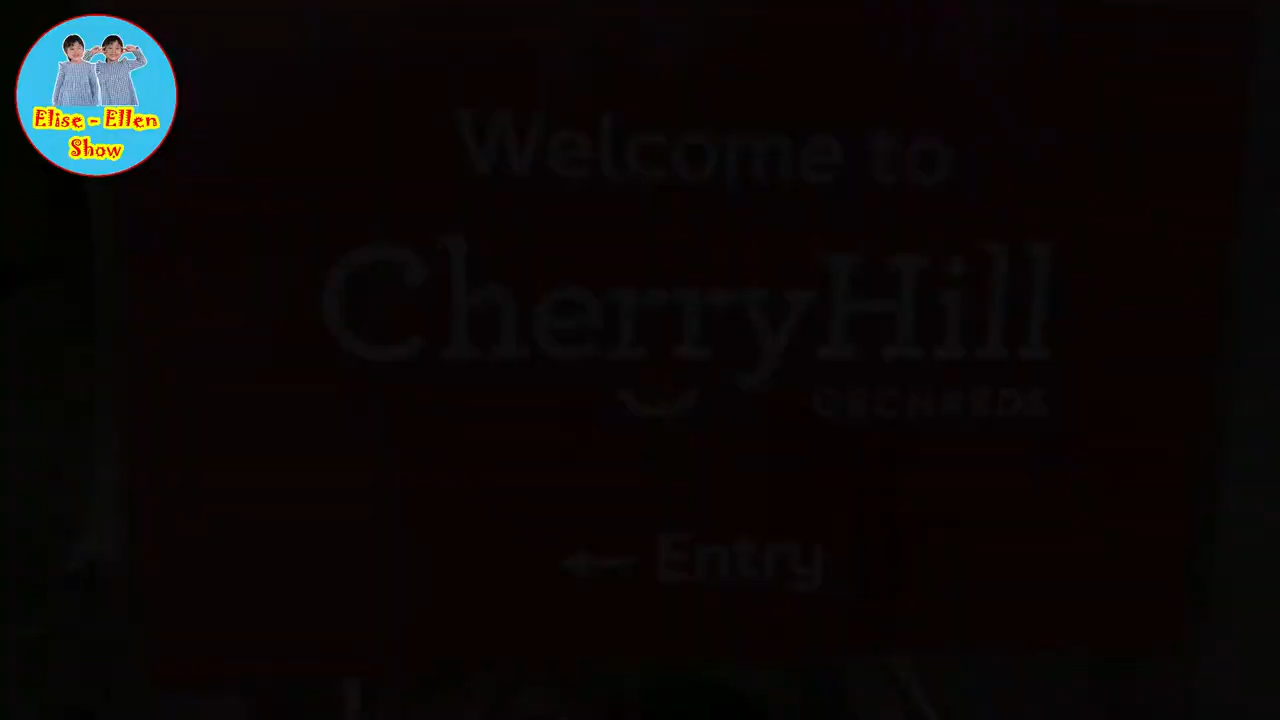 Elise - Ellen
Show
Welcome to
CherryHill
ORCHARDS
Entry